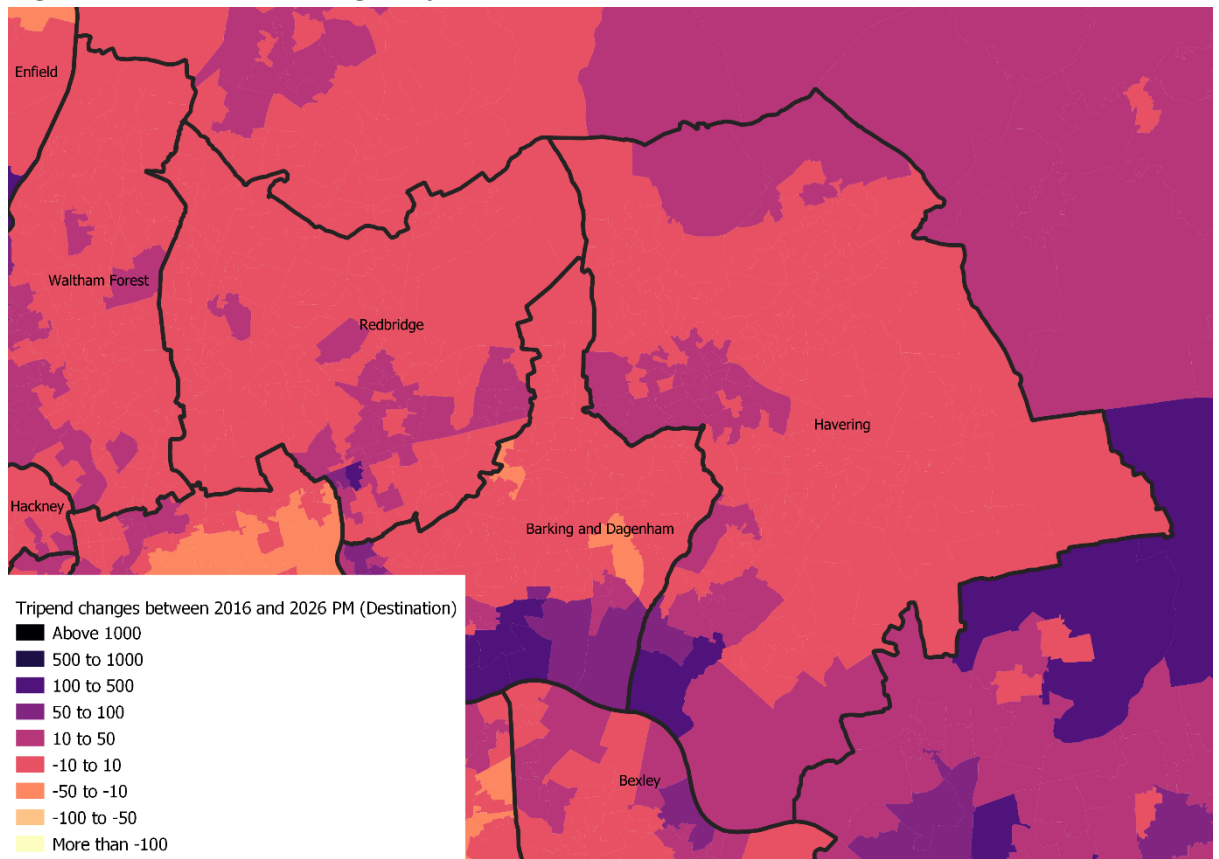 Enfield
Waltham Forest
Redbridge
Havering
Hackney
Barking and Dagenham
Bexley
Tripend changes between 2016 and 2026 PM (Destination)
Above 1000
500 to 1000
100 to 500
50 to 100
10 to 50
-10 to 10
-50 to -10
-100 to -50
More than -100